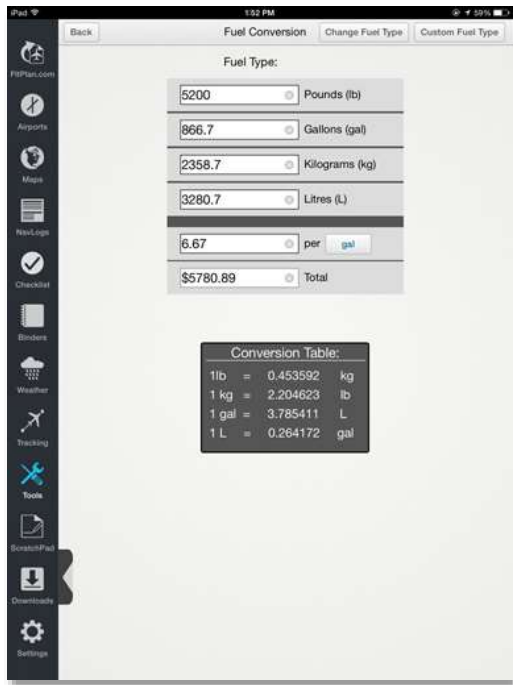 iPad
1:52 PM
59%
Back
Fuel Conversion
Change Fuel Type
Custom Fuel Type
FltPlan.com
Airports
Maps
NavLogs
Checklist
Binders
Weather
Tracking
Tools
ScratchPad
Downloads
Settings
Fuel Type:
5200 Pounds (lb)
866.7 Gallons (gal)
2358.7 Kilograms (kg)
3280.7 Litres (L)
6.67 per gal
$5780.89 Total
Conversion Table:
1lb = 0.453592 kg
1 kg = 2.204623 lb
1 gal = 3.785411 L
1 L = 0.264172 gal